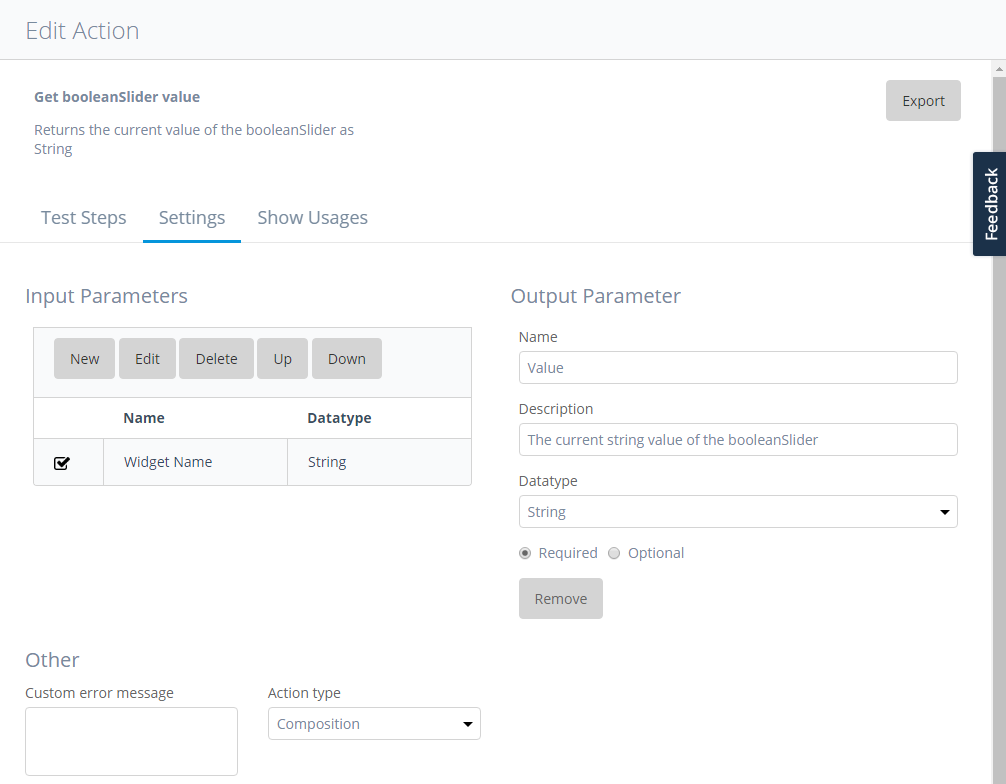 Edit Action
Get booleanSlider value
Export
Returns the current value of the booleanSlider as
String
Feedback
Test Steps Settings Show Usages
Input Parameters
New Edit Delete Up Down
Name Datatype
Widget Name String
Output Parameter
Name
Value
Description
The current string value of the booleanSlider
Datatype
String
Required Optional
Remove
Other
Custom error message
Action type
Composition